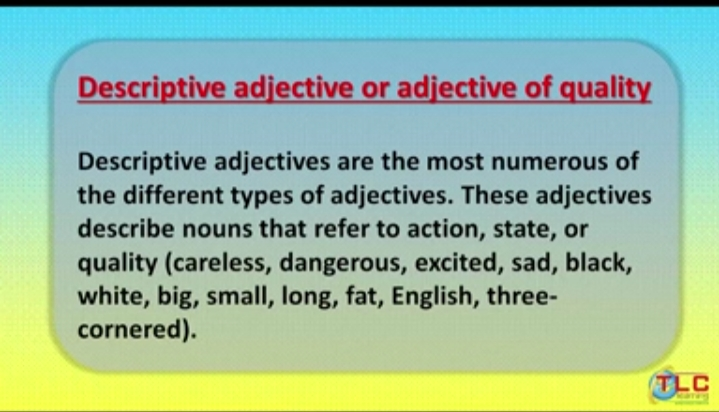 Descriptive adjective or adjective of quality
Descriptive adjectives are the most numerous of
the different types of adjectives. These adjectives
describe nouns that refer to action, state, or
quality (careless, dangerous, excited, sad, black,
white, big, small, long, fat, English, three-
cornered).
TLC